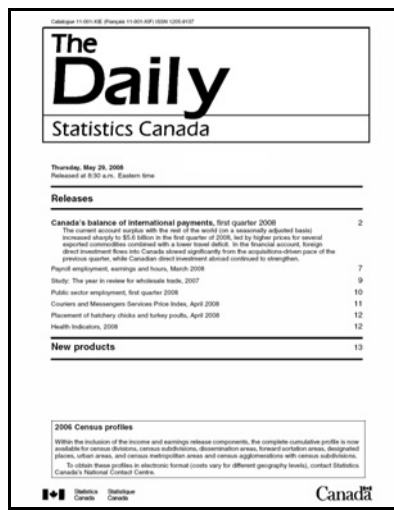 Catalogue 11-001-XIE (Français 11-001-XIF) ISSN 1205-9137
The
Daily
Statistics Canada
Thursday, May 29, 2008
Released at 8:30 a.m. Eastern time
Releases
Canada's balance of international payments, first quarter 2008 2
The current account surplus with the rest of the world (on a seasonally adjusted basis)
increased sharply to $5.6 billion in the first quarter of 2008, led by higher prices for several
exported commodities combined with a lower travel deficit. In the financial account, foreign
direct investment flows into Canada slowed significantly from the acquisitions-driven pace of the
previous quarter, while Canadian direct investment abroad continued to strengthen.
Payroll employment, earnings and hours, March 2008 7
Study: The year in review for wholesale trade, 2007 9
Public sector employment, first quarter 2008 10
Couriers and Messengers Services Price Index, April 2008 11
Placement of hatchery chicks and turkey poults, April 2008 12
Health Indicators, 2008 12
New products 13
2006 Census profiles
Within the inclusion of the income and earnings release components, the complete cumulative profile is now
available for census divisions, census subdivisions, dissemination areas, forward sortation areas, designated
places, urban areas, and census metropolitan areas and census agglomerations with census subdivisions.
To obtain these profiles in electronic format (costs vary for different geography levels), contact Statistics
Canada's National Contact Centre.
Statistics Statistique
Canada Canada
Canada